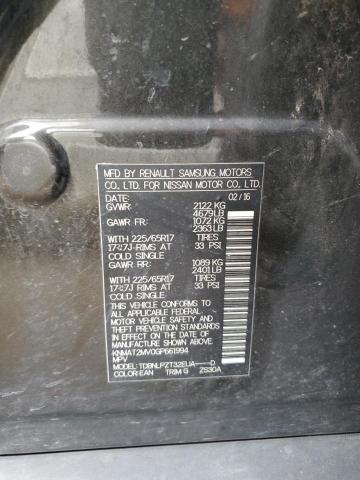 MFD BY RENAULT SAMSUNG MOTORS
CO., LTD. FOR NISSAN MOTOR CO., LTD.
DATE: 02/16
GVWR: 2122 KG
4679 LB
GAWR FR: 1072 KG
2363 LB
WITH 225/65R17 TIRES
17x7J RIMS AT 33 PSI
COLD SINGLE
GAWR RR: 1089 KG
2401 LB
WITH 225/65R17 TIRES
17x7J RIMS AT 33 PSI
COLD SINGLE
THIS VEHICLE CONFORMS TO
ALL APPLICABLE FEDERAL
MOTOR VEHICLE SAFETY
STANDARDS IN EFFECT ON
THE DATE OF MANUFACTURE
SHOWN ABOVE.
KNMAT2MV0GP661994
MPV
MODEL: TDBNLPZT32EUA----D
COLOR: EAN TRIM: G ZS30A